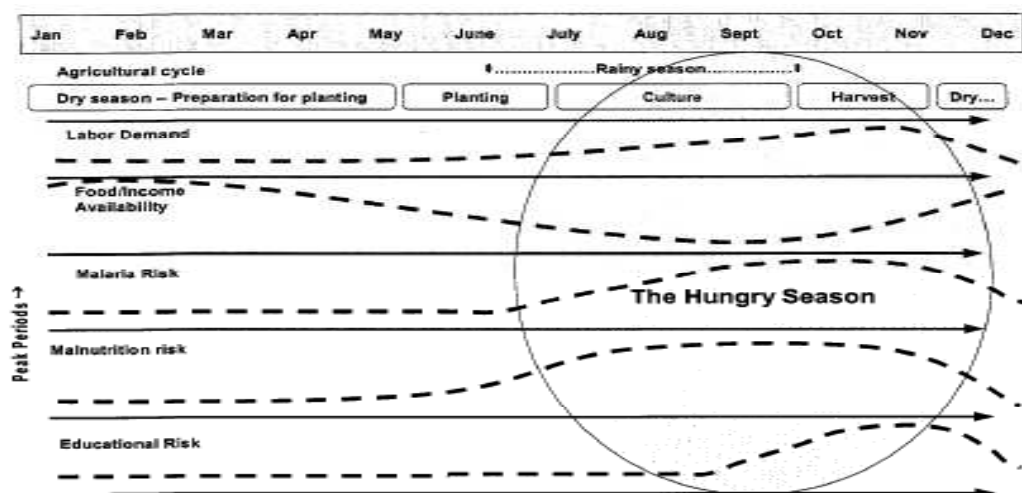 Jan Feb Mar Apr May June July Aug Sept Oct Nov Dec
Agricultural cycle
Rainy season
Dry season – Preparation for planting Planting Culture Harvest Dry...
Labor Demand
Food/Income
Availability
Malaria Risk
The Hungry Season
Peak Periods →
Malnutrition risk
Educational Risk